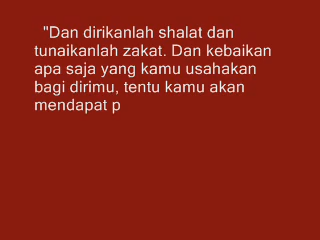 "Dan dirikanlah shalat dan
tunaikanlah zakat. Dan kebaikan
apa saja yang kamu usahakan
bagi dirimu, tentu kamu akan
mendapat p